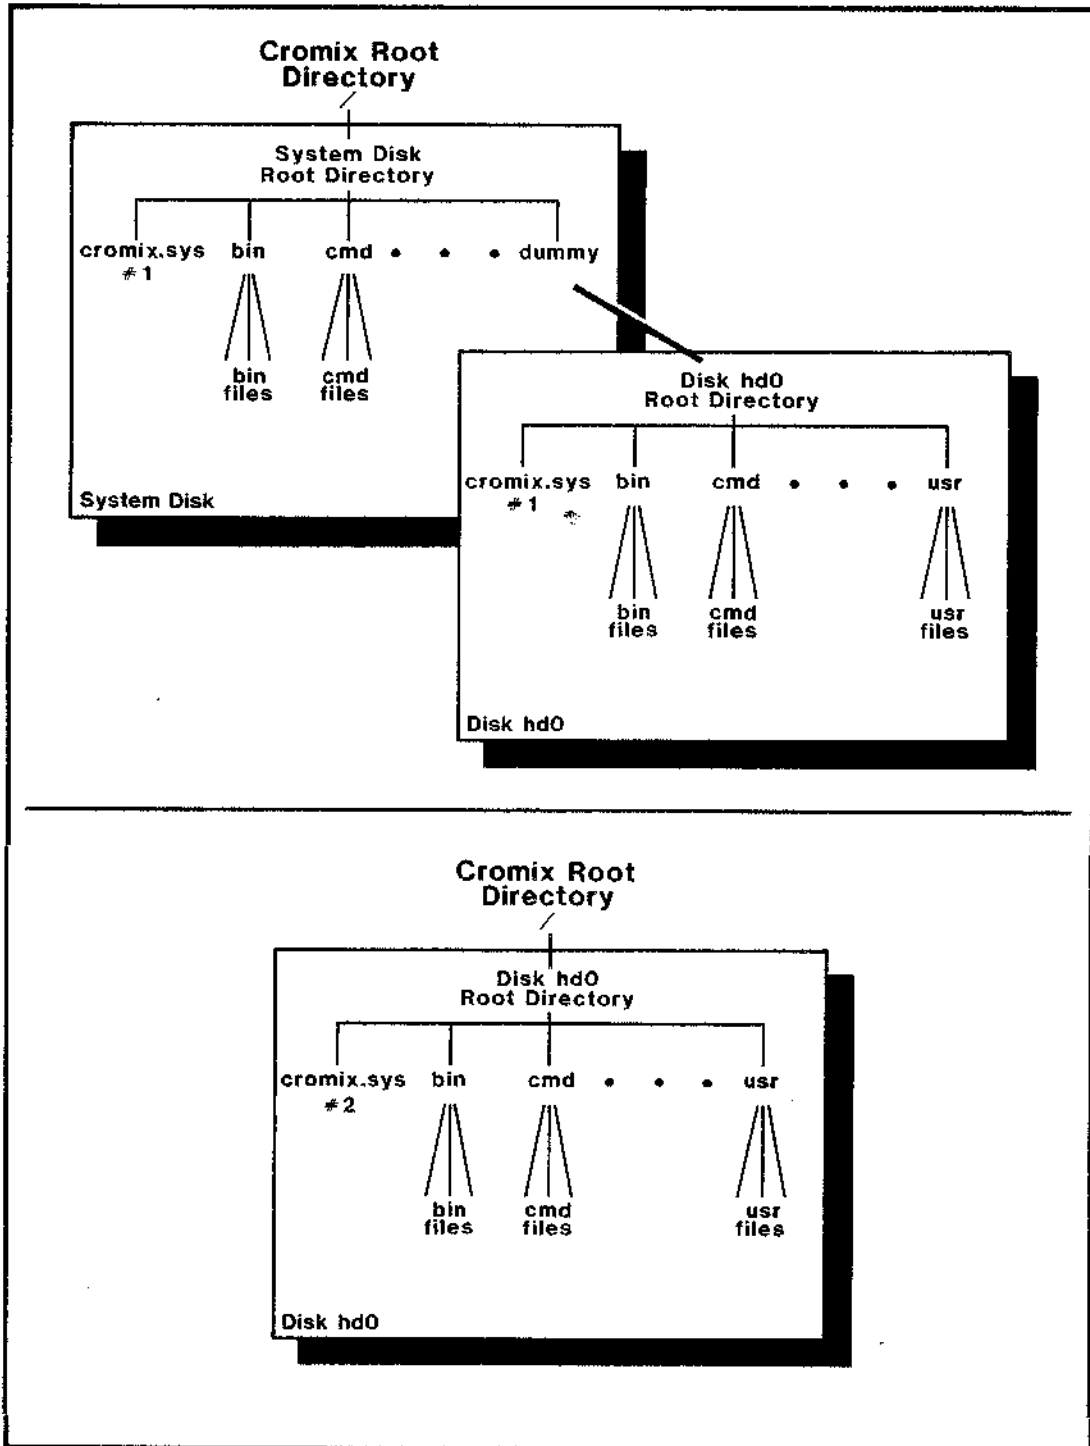 Cromix Root
Directory
/
System Disk
Root Directory
cromix.sys bin cmd • • • dummy
#1
bin cmd
files files
System Disk
Disk hd0
Root Directory
cromix.sys bin cmd • • • usr
#1
bin cmd usr
files files files
Disk hd0
Cromix Root
Directory
/
Disk hd0
Root Directory
cromix.sys bin cmd • • • usr
#2
bin cmd usr
files files files
Disk hd0